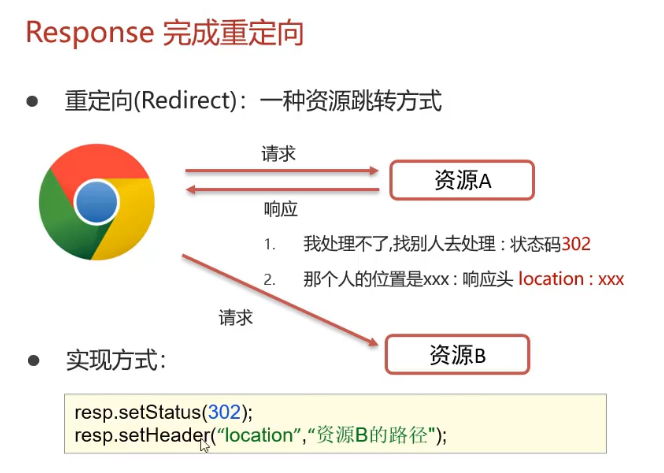 Response 完成重定向
● 重定向(Redirect)：一种资源跳转方式
请求
资源A
响应
1. 我处理不了,找别人去处理 : 状态码302
2. 那个人的位置是xxx : 响应头 location : xxx
请求
资源B
● 实现方式：
resp.setStatus(302);
resp.setHeader(“location”,“资源B的路径");